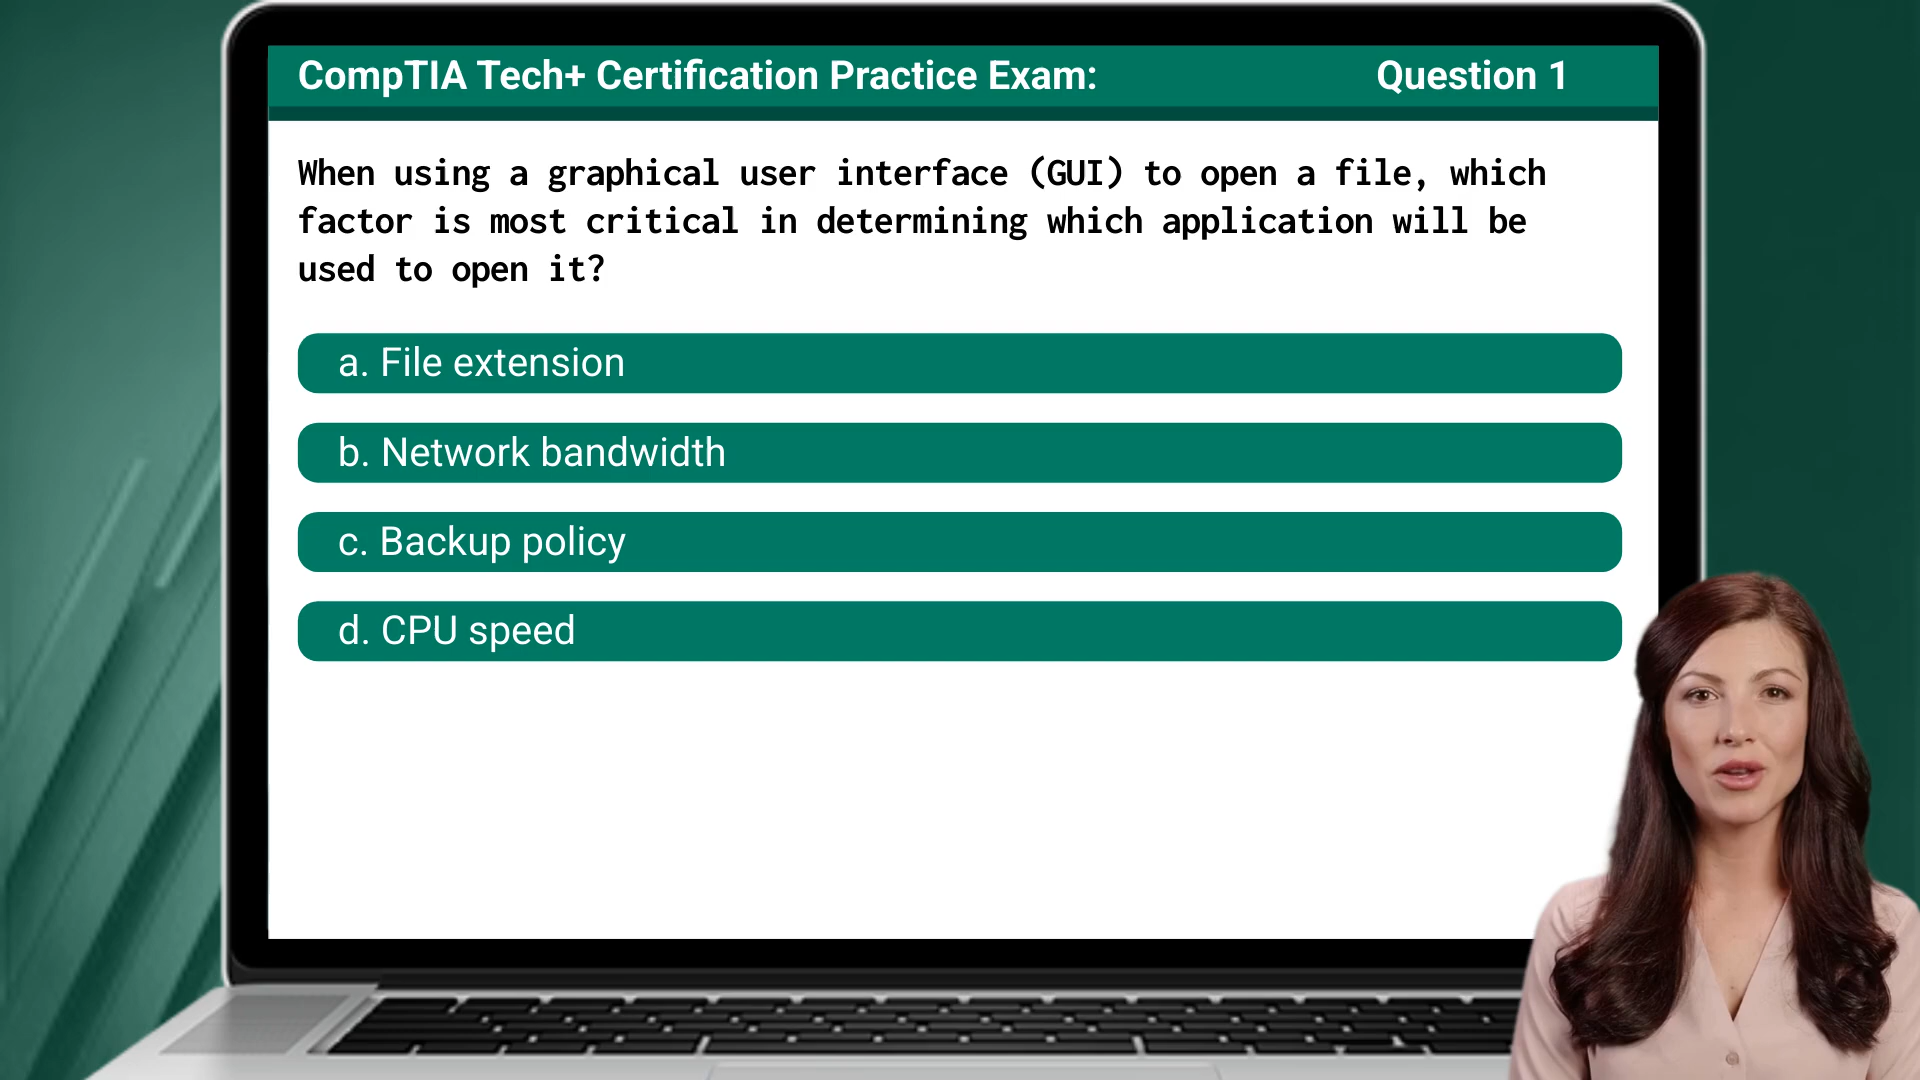 CompTIA Tech+ Certification Practice Exam: Question 1
When using a graphical user interface (GUI) to open a file, which
factor is most critical in determining which application will be
used to open it?
a. File extension
b. Network bandwidth
c. Backup policy
d. CPU speed